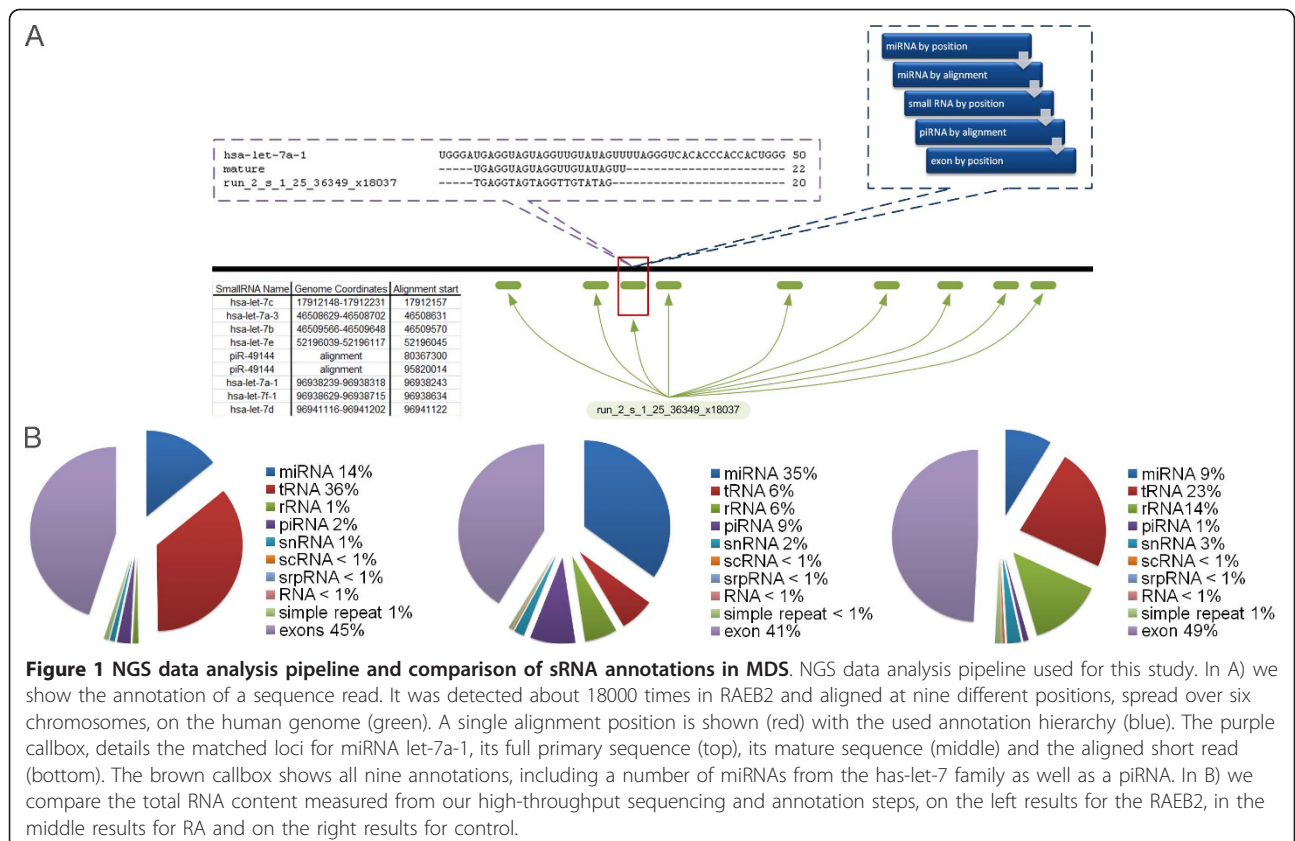 A
miRNA by position
miRNA by alignment
small RNA by position
piRNA by alignment
exon by position
hsa-let-7a-1 UGGGAUGAGGUAGUAGGUUGUAUAGUUUUAGGGUCACACCCACCACUGGG 50
mature -----UGAGGUAGUAGGUUGUAUAGUU----------------------- 22
run_2_s_1_25_36349_x18037 -----TGAGGTAGTAGGTTGTATAG------------------------- 20
SmallRNA Name Genome Coordinates Alignment start
hsa-let-7c 17912148-17912231 17912157
hsa-let-7a-3 46508629-46508702 46508631
hsa-let-7b 46509566-46509648 46509570
hsa-let-7e 52196039-52196117 52196045
piR-49144 alignment 80367300
piR-49144 alignment 95820014
hsa-let-7a-1 96938239-96938318 96938243
hsa-let-7f-1 96938629-96938715 96938634
hsa-let-7d 96941116-96941202 96941122
run_2_s_1_25_36349_x18037
B
miRNA 14%
tRNA 36%
rRNA 1%
piRNA 2%
snRNA 1%
scRNA < 1%
srpRNA < 1%
RNA < 1%
simple repeat 1%
exons 45%
miRNA 35%
tRNA 6%
rRNA 6%
piRNA 9%
snRNA 2%
scRNA < 1%
srpRNA < 1%
RNA < 1%
simple repeat < 1%
exon 41%
miRNA 9%
tRNA 23%
rRNA14%
piRNA 1%
snRNA 3%
scRNA < 1%
srpRNA < 1%
RNA < 1%
simple repeat 1%
exon 49%
Figure 1 NGS data analysis pipeline and comparison of sRNA annotations in MDS. NGS data analysis pipeline used for this study. In A) we
show the annotation of a sequence read. It was detected about 18000 times in RAEB2 and aligned at nine different positions, spread over six
chromosomes, on the human genome (green). A single alignment position is shown (red) with the used annotation hierarchy (blue). The purple
callbox, details the matched loci for miRNA let-7a-1, its full primary sequence (top), its mature sequence (middle) and the aligned short read
(bottom). The brown callbox shows all nine annotations, including a number of miRNAs from the has-let-7 family as well as a piRNA. In B) we
compare the total RNA content measured from our high-throughput sequencing and annotation steps, on the left results for the RAEB2, in the
middle results for RA and on the right results for control.